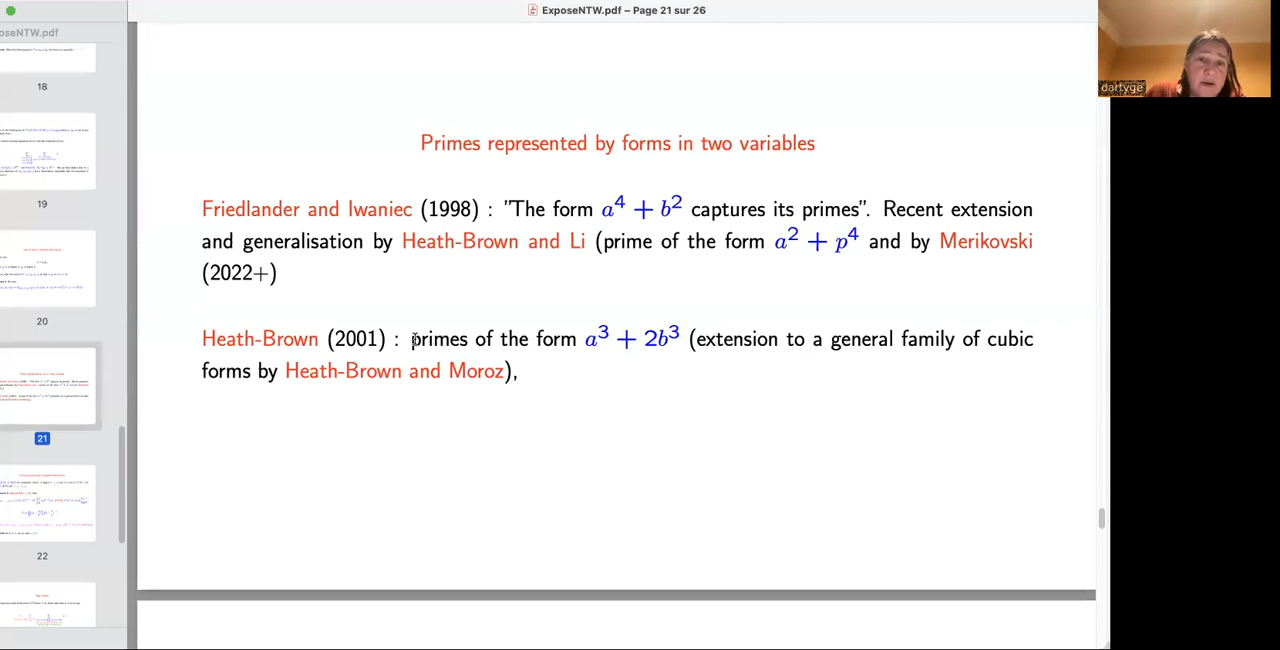 ExposeNTW.pdf – Page 21 sur 26
oseNTW.pdf
dartyge
18
19
20
21
22
Primes represented by forms in two variables
Friedlander and Iwaniec (1998) : "The form a⁴ + b² captures its primes". Recent extension
and generalisation by Heath-Brown and Li (prime of the form a² + p⁴ and by Merikovski
(2022+)
Heath-Brown (2001) : primes of the form a³ + 2b³ (extension to a general family of cubic
forms by Heath-Brown and Moroz),